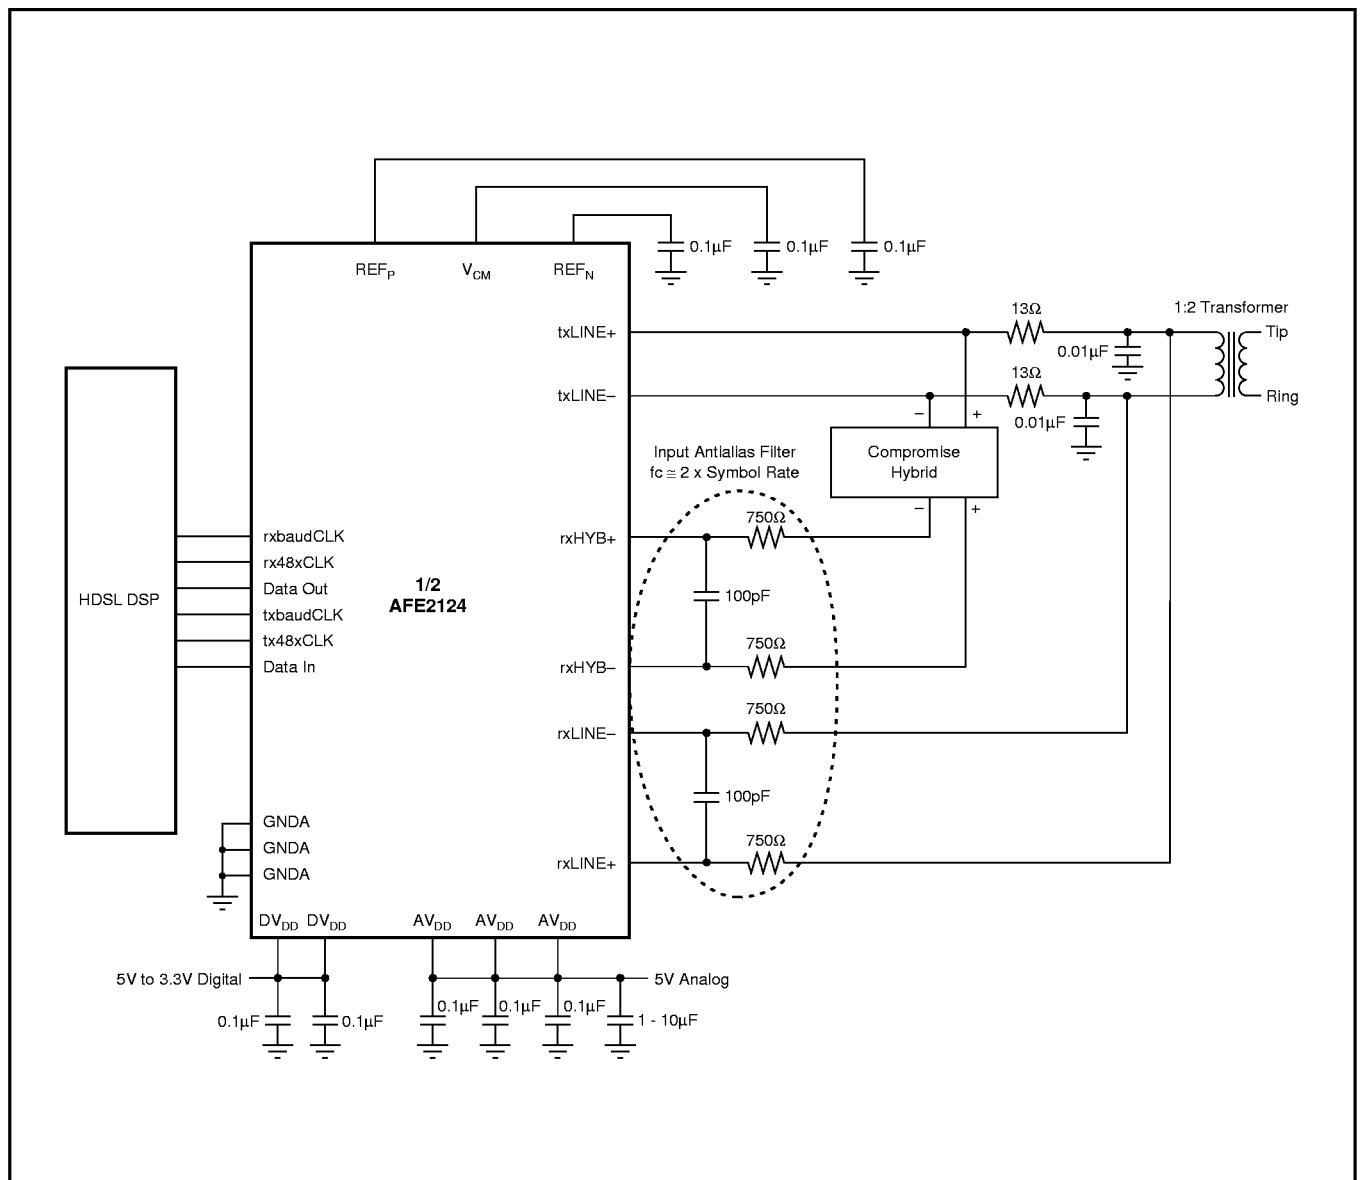 0.1µF
0.1µF
0.1µF
REFP
VCM
REFN
1:2 Transformer
txLINE+
13Ω
0.01µF
Tip
txLINE–
13Ω
0.01µF
Ring
–
+
Compromise
Hybrid
–
+
Input Antialias Filter
fc ≅ 2 x Symbol Rate
750Ω
rxHYB+
100pF
750Ω
rxHYB–
750Ω
rxLINE–
100pF
750Ω
rxLINE+
HDSL DSP
rxbaudCLK
rx48xCLK
Data Out
txbaudCLK
tx48xCLK
Data In
1/2
AFE2124
GNDA
GNDA
GNDA
DVDD
DVDD
AVDD
AVDD
AVDD
5V to 3.3V Digital
5V Analog
0.1µF
0.1µF
0.1µF
0.1µF
0.1µF
1 - 10µF